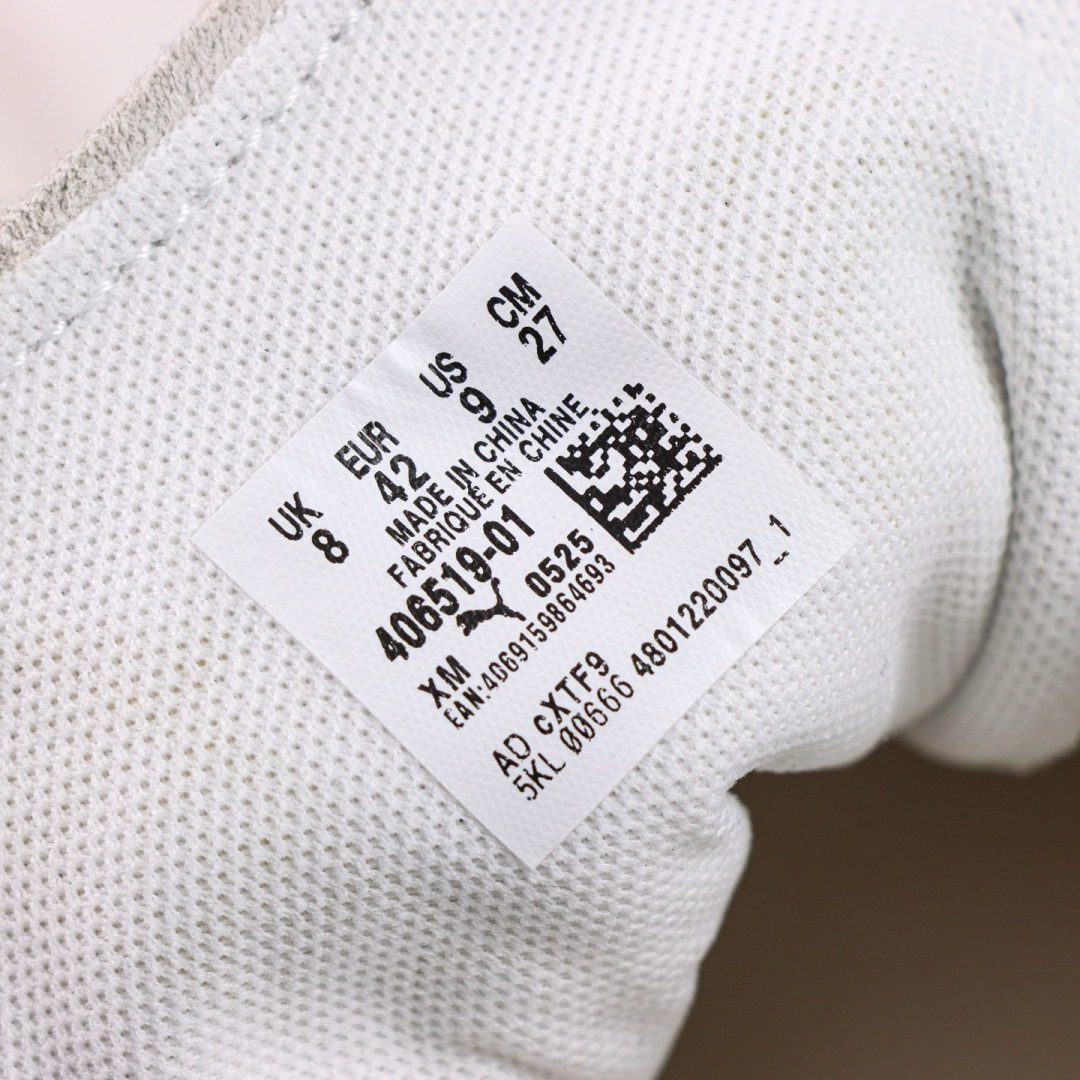 UK EUR US CM
8 42 9 27
MADE IN CHINA
FABRIQUÉ EN CHINE
406519-01
0525
XM
EAN:4069159864693
AD cXTF9
5KL 00666 4801220097_1